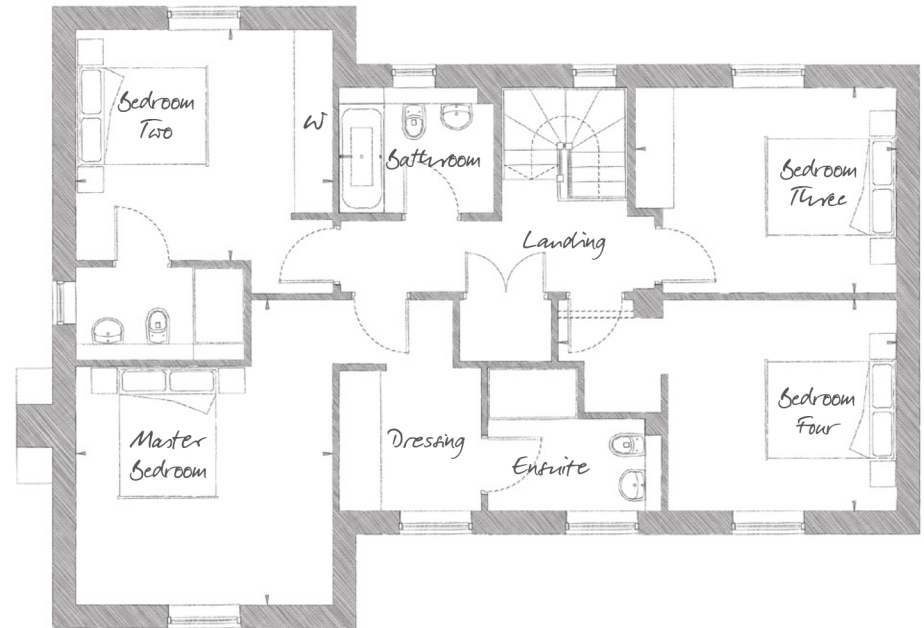 Bedroom
Two
W
Bathroom
Landing
Bedroom
Three
Master
Bedroom
Dressing
Ensuite
Bedroom
Four